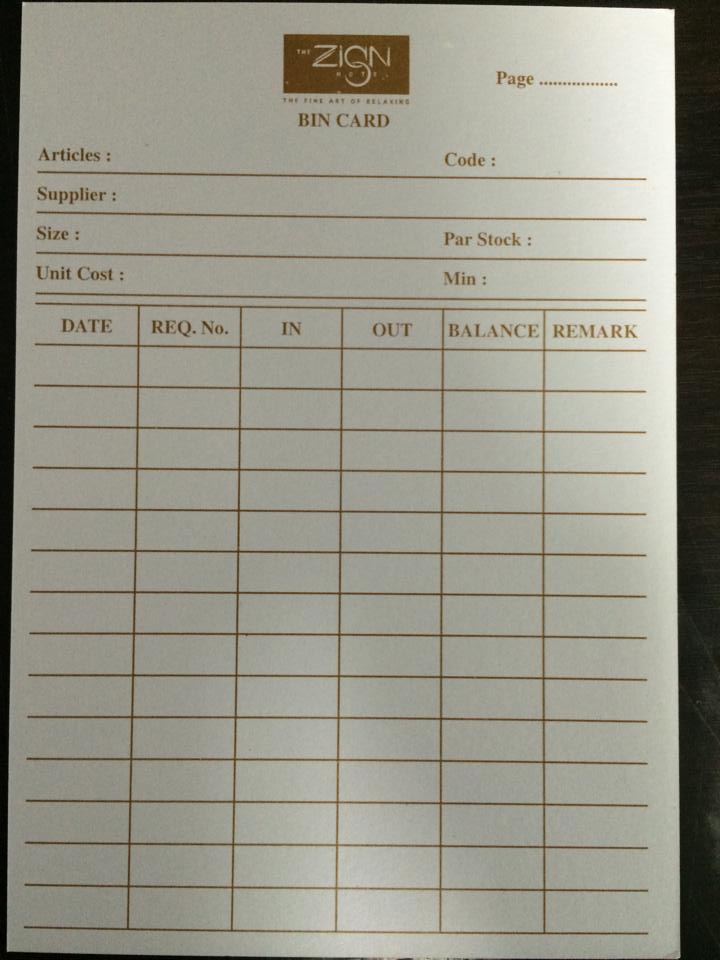 THE ZIGN
HOTEL
THE FINE ART OF RELAXING
Page .................
BIN CARD
Articles :
Code :
Supplier :
Size :
Par Stock :
Unit Cost :
Min :
DATE REQ. No. IN OUT BALANCE REMARK